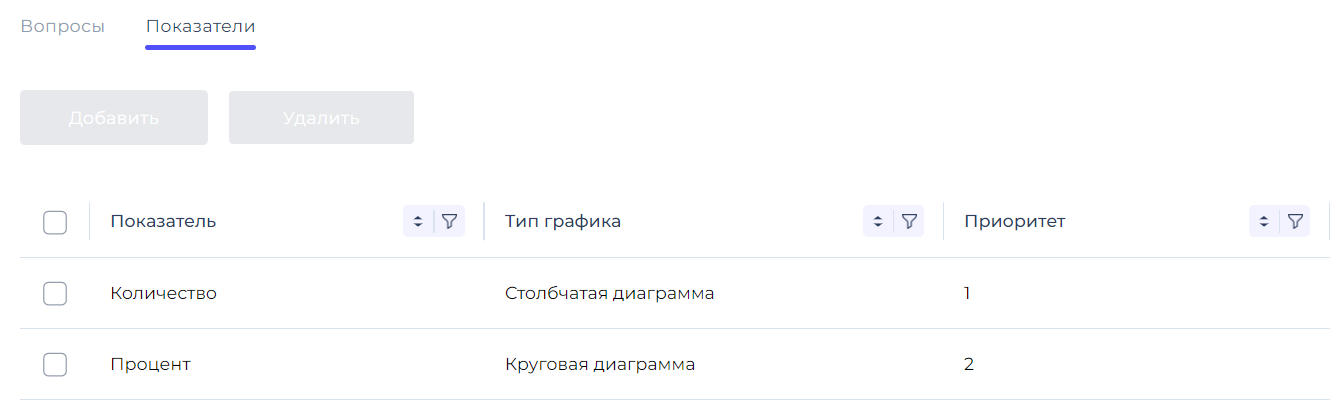 Вопросы Показатели
Добавить Удалить
Показатель Тип графика Приоритет
Количество Столбчатая диаграмма 1
Процент Круговая диаграмма 2